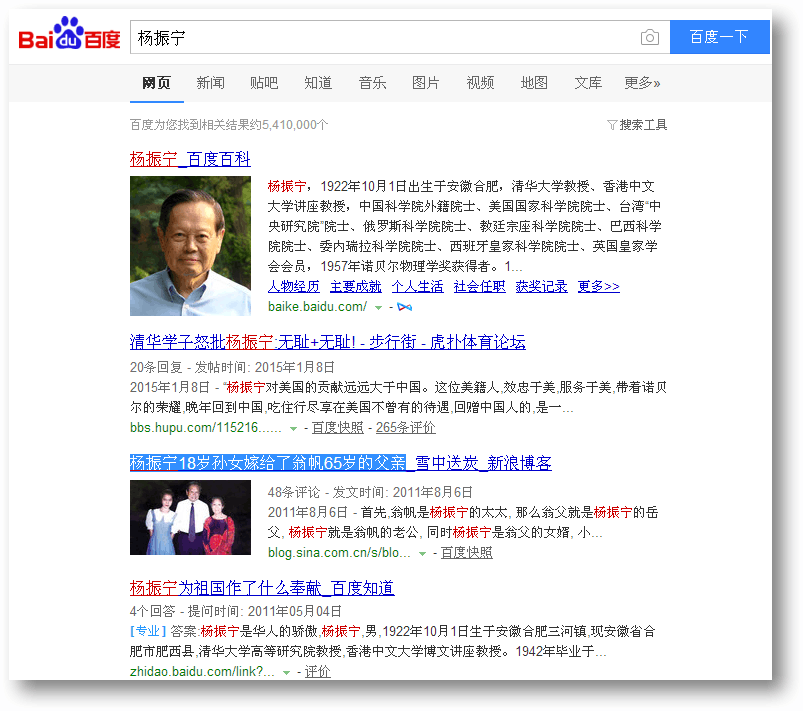 Bai du 百度
杨振宁
百度一下
网页 新闻 贴吧 知道 音乐 图片 视频 地图 文库 更多»
百度为您找到相关结果约5,410,000个
搜索工具
杨振宁_百度百科
杨振宁，1922年10月1日出生于安徽合肥，清华大学教授、香港中文
大学讲座教授，中国科学院外籍院士、美国国家科学院院士、台湾“中
央研究院”院士、俄罗斯科学院院士、教廷宗座科学院院士、巴西科学
院院士、委内瑞拉科学院院士、西班牙皇家科学院院士、英国皇家学
会会员，1957年诺贝尔物理学奖获得者。1...
人物经历 主要成就 个人生活 社会任职 获奖记录 更多>>
baike.baidu.com/ -
清华学子怒批杨振宁:无耻+无耻! - 步行街 - 虎扑体育论坛
20条回复 - 发帖时间: 2015年1月8日
2015年1月8日 - “杨振宁对美国的贡献远远大于中国。这位美籍人,效忠于美,服务于美,带着诺贝
尔的荣耀,晚年回到中国,吃住行尽享在美国不曾有的待遇,回赠中国人的,是一...
bbs.hupu.com/115216...... - 百度快照 - 265条评价
杨振宁18岁孙女嫁给了翁帆65岁的父亲_雪中送炭_新浪博客
48条评论 - 发文时间: 2011年8月6日
2011年8月6日 - 首先,翁帆是杨振宁的太太, 那么翁父就是杨振宁的岳
父, 杨振宁就是翁帆的老公, 同时杨振宁是翁父的女婿, 小...
blog.sina.com.cn/s/blo... - 百度快照
杨振宁为祖国作了什么奉献_百度知道
4个回答 - 提问时间: 2011年05月04日
[专业] 答案:杨振宁是华人的骄傲,杨振宁,男,1922年10月1日生于安徽合肥三河镇,现安徽省合
肥市肥西县,清华大学高等研究院教授,香港中文大学博文讲座教授。1942年毕业于...
zhidao.baidu.com/link?... - 评价